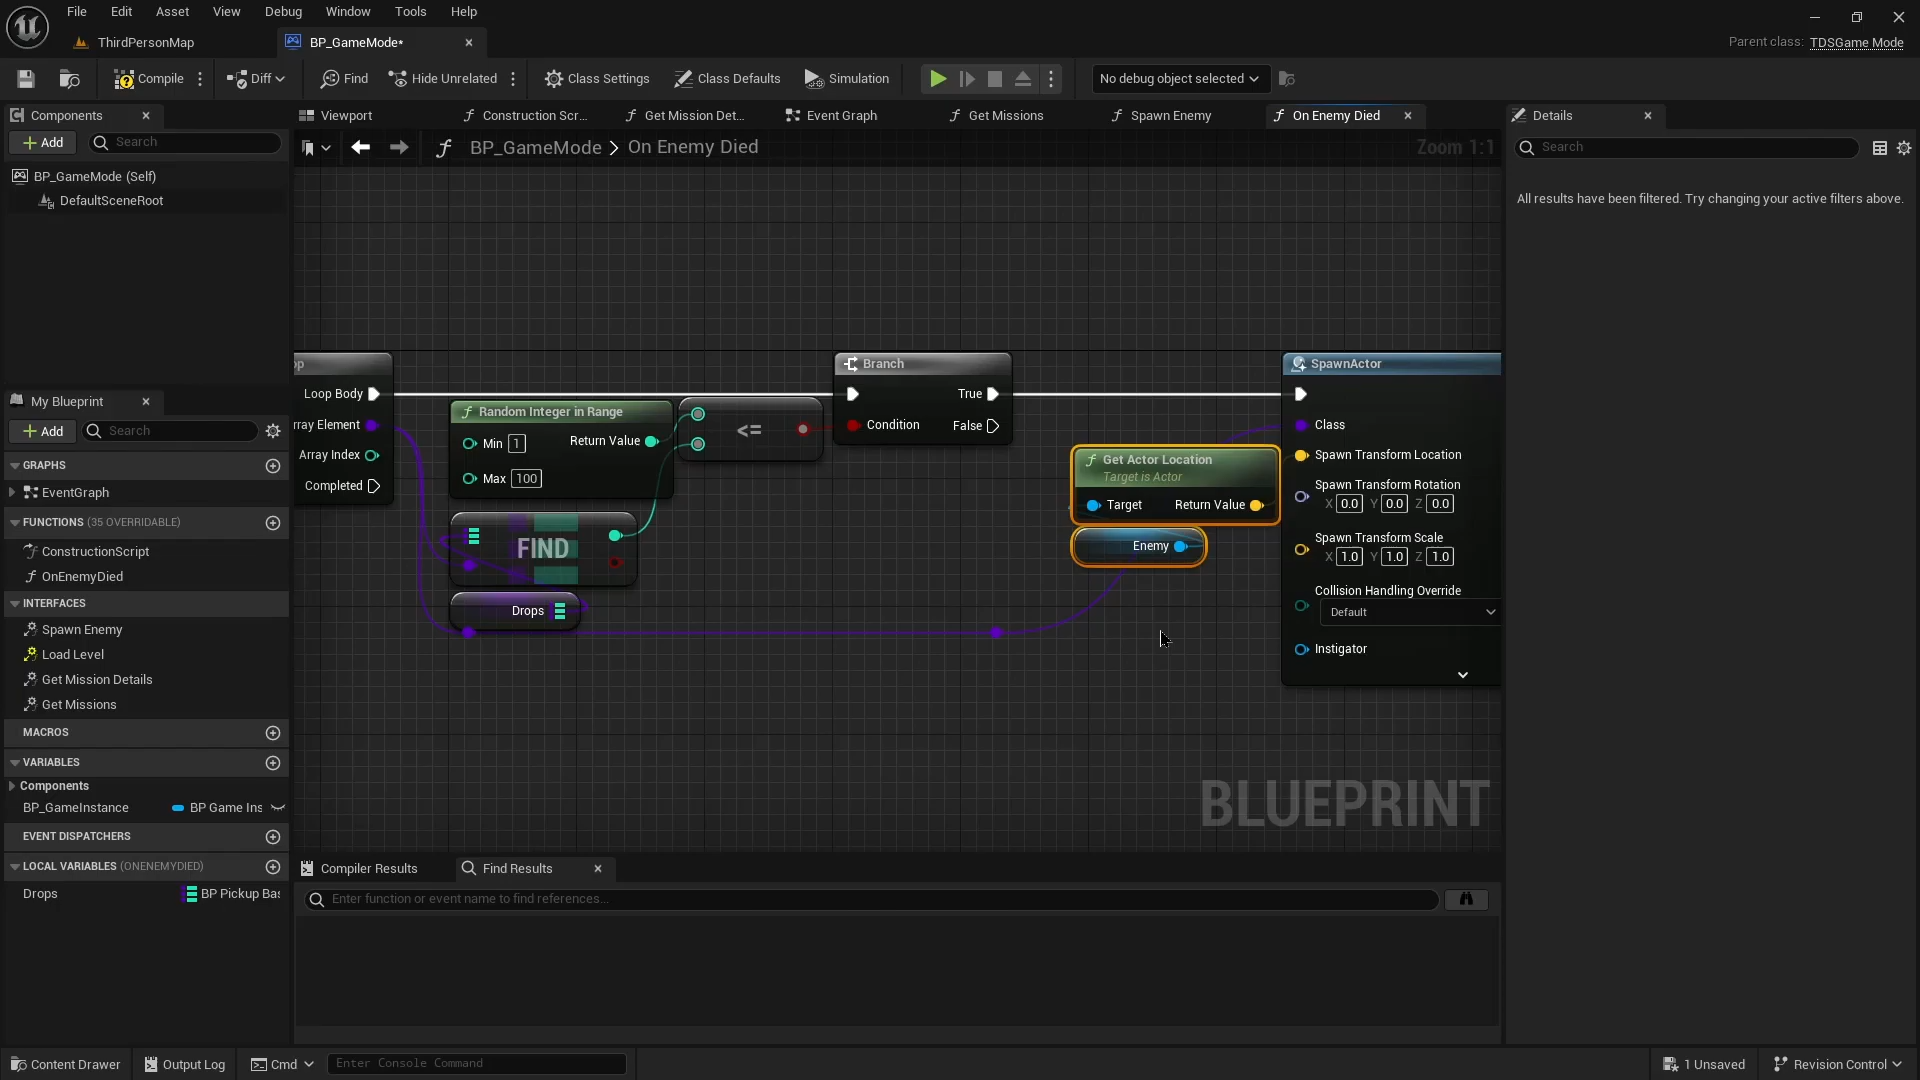 File Edit Asset View Debug Window Tools Help
ThirdPersonMap
BP_GameMode*
Parent class: TDSGame Mode
Compile
Diff
Find
Hide Unrelated
Class Settings
Class Defaults
Simulation
No debug object selected
Components
Add
Search
BP_GameMode (Self)
DefaultSceneRoot
My Blueprint
Add
Search
GRAPHS
EventGraph
FUNCTIONS (35 OVERRIDABLE)
ConstructionScript
OnEnemyDied
INTERFACES
Spawn Enemy
Load Level
Get Mission Details
Get Missions
MACROS
VARIABLES
Components
BP_GameInstance BP Game Ins
EVENT DISPATCHERS
LOCAL VARIABLES (ONENEMYDIED)
Drops BP Pickup Bas
Viewport
Construction Scr...
Get Mission Det...
Event Graph
Get Missions
Spawn Enemy
On Enemy Died
BP_GameMode > On Enemy Died
Zoom 1:1
op
Loop Body
rray Element
Array Index
Completed
Random Integer in Range
Min 1
Return Value
Max 100
<=
FIND
Drops
Branch
True
Condition
False
Get Actor Location
Target is Actor
Target
Return Value
Enemy
SpawnActor
Class
Spawn Transform Location
Spawn Transform Rotation
X 0.0 Y 0.0 Z 0.0
Spawn Transform Scale
X 1.0 Y 1.0 Z 1.0
Collision Handling Override
Default
Instigator
BLUEPRINT
Compiler Results
Find Results
Enter function or event name to find references...
Details
Search
All results have been filtered. Try changing your active filters above.
Content Drawer
Output Log
Cmd
Enter Console Command
1 Unsaved
Revision Control